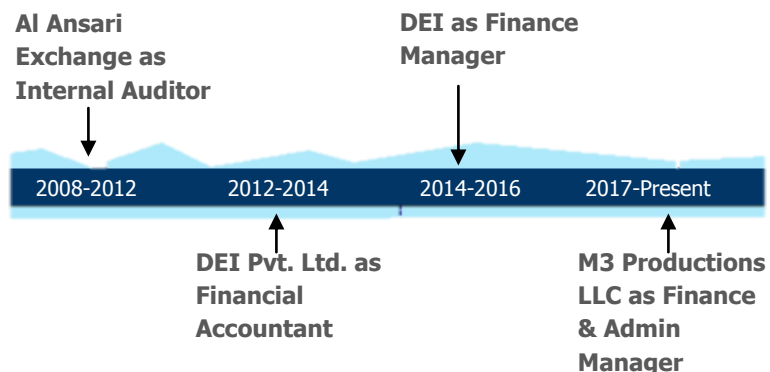 Al Ansari
Exchange as
Internal Auditor
DEI as Finance
Manager
2008-2012
2012-2014
2014-2016
2017-Present
DEI Pvt. Ltd. as
Financial
Accountant
M3 Productions
LLC as Finance
& Admin
Manager